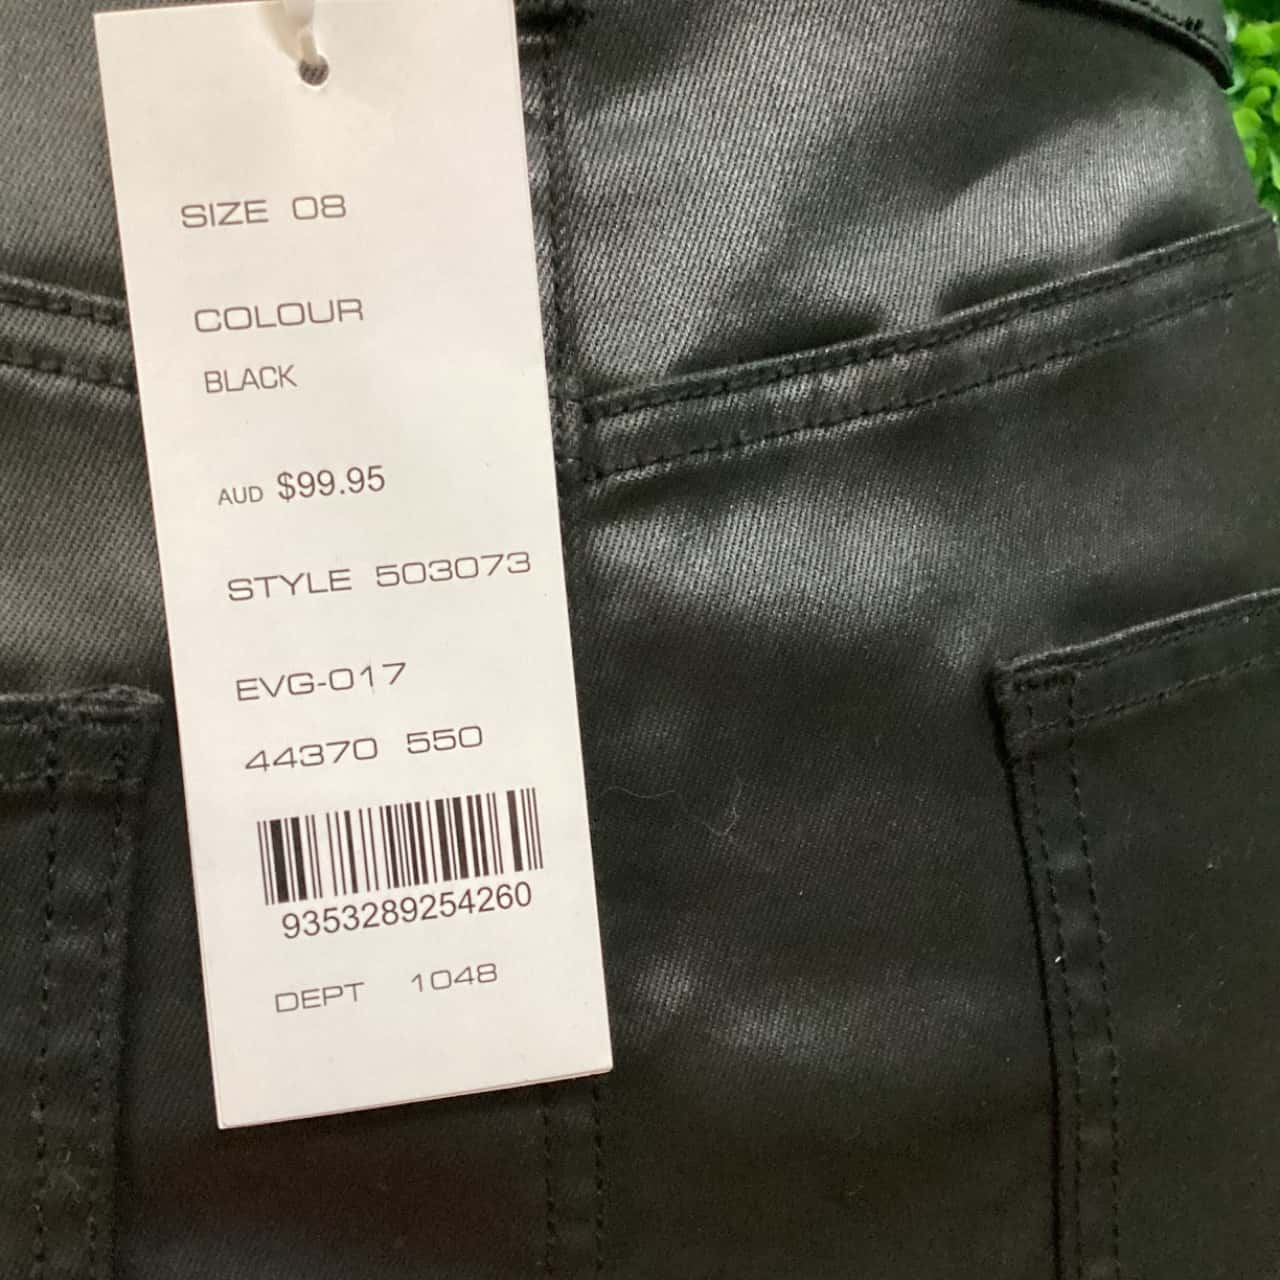 SIZE 08
COLOUR
BLACK
AUD $99.95
STYLE 503073
EVG-017
44370 550
9353289254260
DEPT 1048